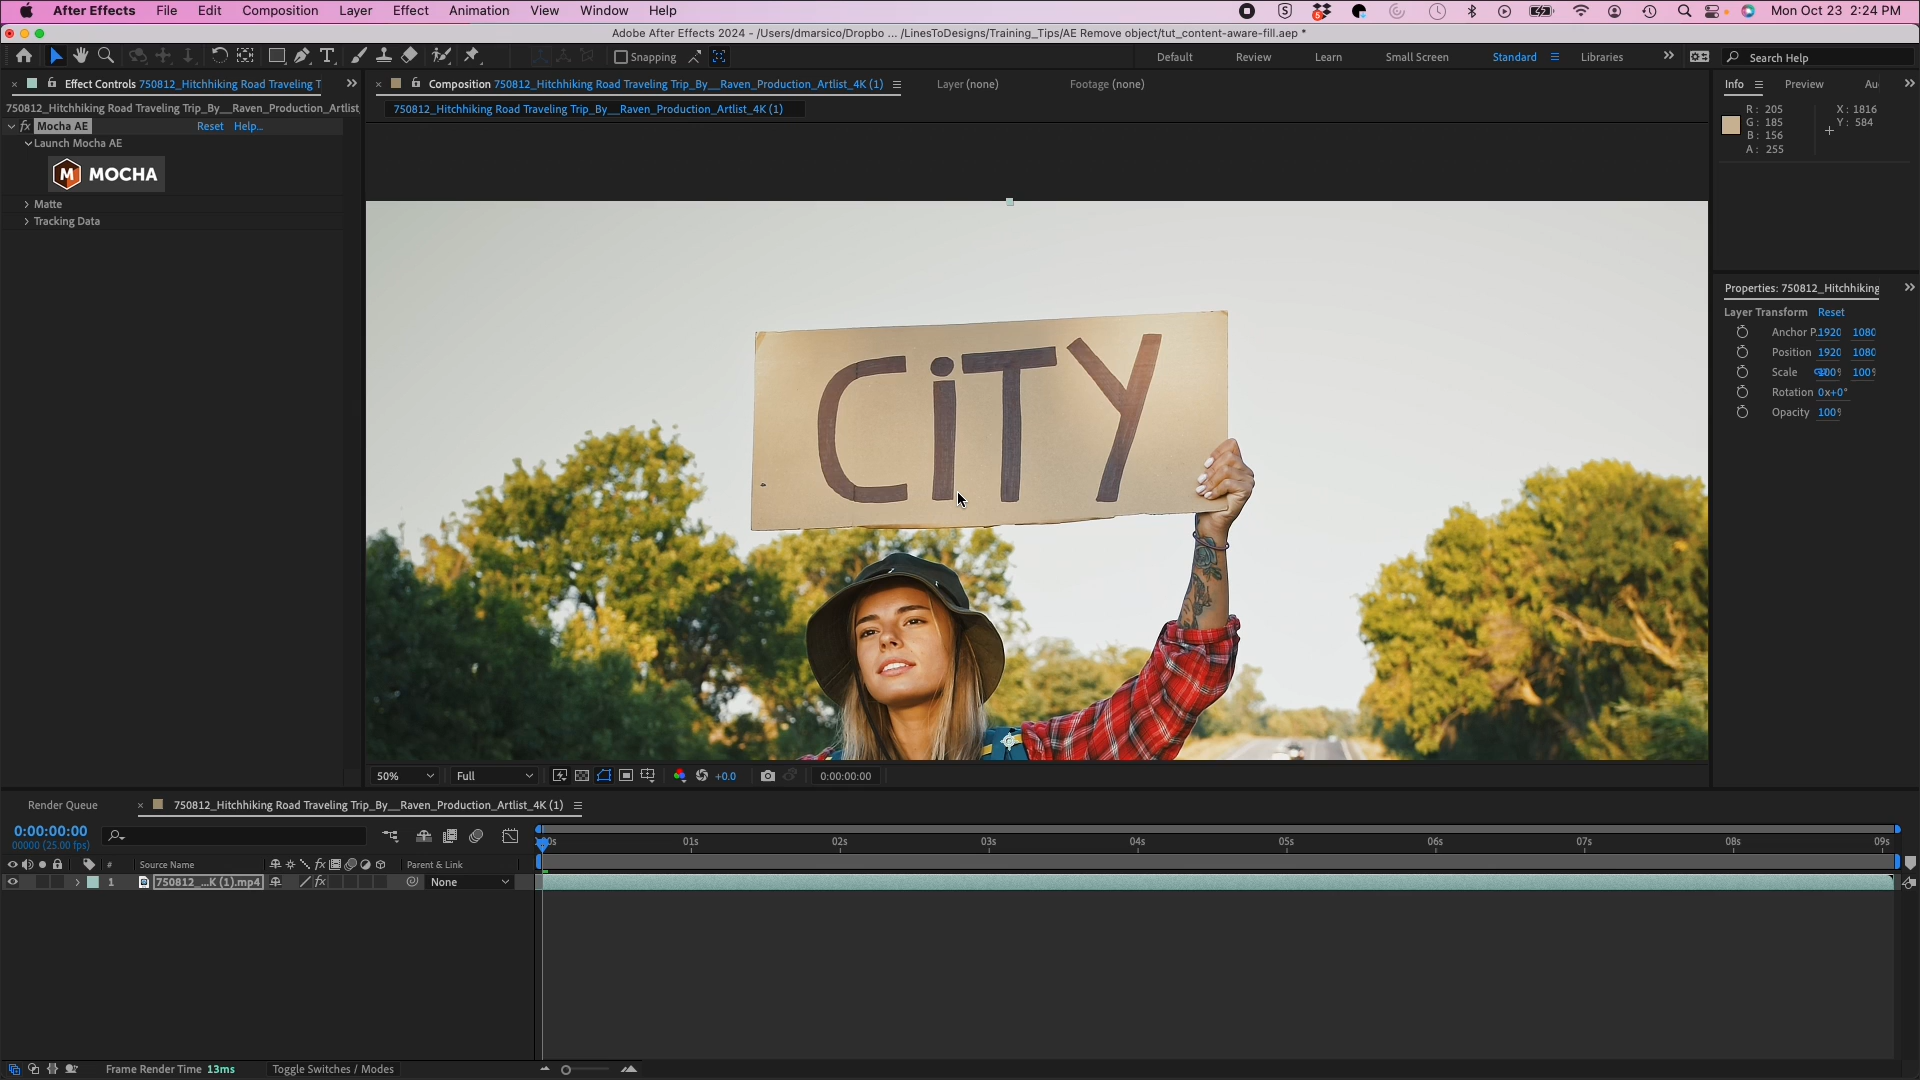 After Effects File Edit Composition Layer Effect Animation View Window Help Mon Oct 23 2:24 PM
Adobe After Effects 2024 - /Users/dmarsico/Dropbo ... /LinesToDesigns/Training_Tips/AE Remove object/tut_content-aware-fill.aep *
Snapping Default Review Learn Small Screen Standard Libraries Search Help
Effect Controls 750812_Hitchhiking Road Traveling T
750812_Hitchhiking Road Traveling Trip_By__Raven_Production_Artlist
fx Mocha AE Reset Help...
Launch Mocha AE
M MOCHA
Matte
Tracking Data
Composition 750812_Hitchhiking Road Traveling Trip_By__Raven_Production_Artlist_4K (1) Layer (none) Footage (none)
750812_Hitchhiking Road Traveling Trip_By__Raven_Production_Artlist_4K (1)
CiTY
50% Full +0.0 0:00:00:00
Info Preview Au
R: 205 X: 1816
G: 185 Y: 584
B: 156
A: 255
Properties: 750812_Hitchhiking
Layer Transform Reset
Anchor P. 1920 1080
Position 1920 1080
Scale 100% 100%
Rotation 0x+0°
Opacity 100%
Render Queue 750812_Hitchhiking Road Traveling Trip_By__Raven_Production_Artlist_4K (1)
0:00:00:00
00000 (25.00 fps)
01s 02s 03s 04s 05s 06s 07s 08s 09s
# Source Name fx Parent & Link
1 750812_...K (1).mp4 fx None
Frame Render Time 13ms Toggle Switches / Modes